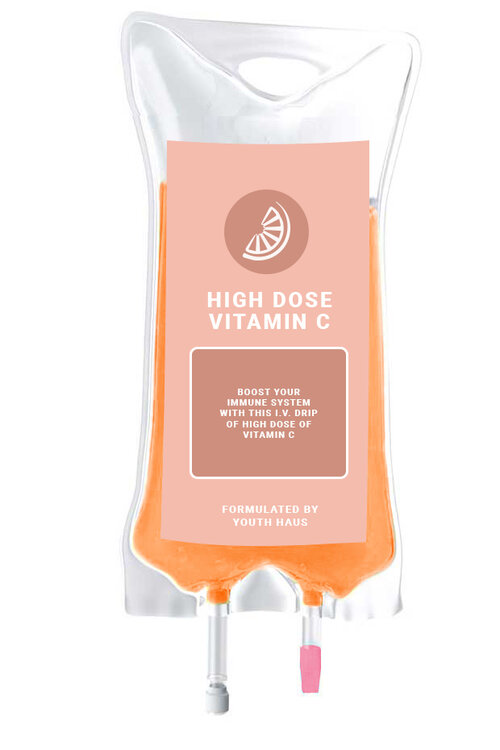 HIGH DOSE
VITAMIN C
BOOST YOUR
IMMUNE SYSTEM
WITH THIS I.V. DRIP
OF HIGH DOSE OF
VITAMIN C
FORMULATED BY
YOUTH HAUS